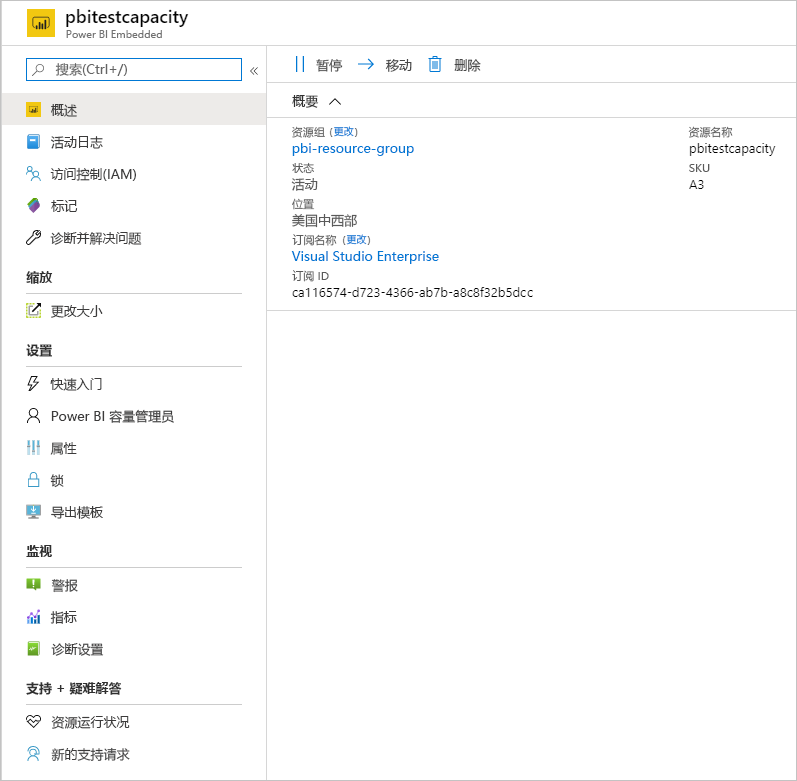 pbitestcapacity
Power BI Embedded
搜索(Ctrl+/)
«
概述
活动日志
访问控制(IAM)
标记
诊断并解决问题
缩放
更改大小
设置
快速入门
Power BI 容量管理员
属性
锁
导出模板
监视
警报
指标
诊断设置
支持 + 疑难解答
资源运行状况
新的支持请求
暂停 移动 删除
概要
资源组 (更改)
pbi-resource-group
状态
活动
位置
美国中西部
订阅名称 (更改)
Visual Studio Enterprise
订阅 ID
ca116574-d723-4366-ab7b-a8c8f32b5dcc
资源名称
pbitestcapacity
SKU
A3